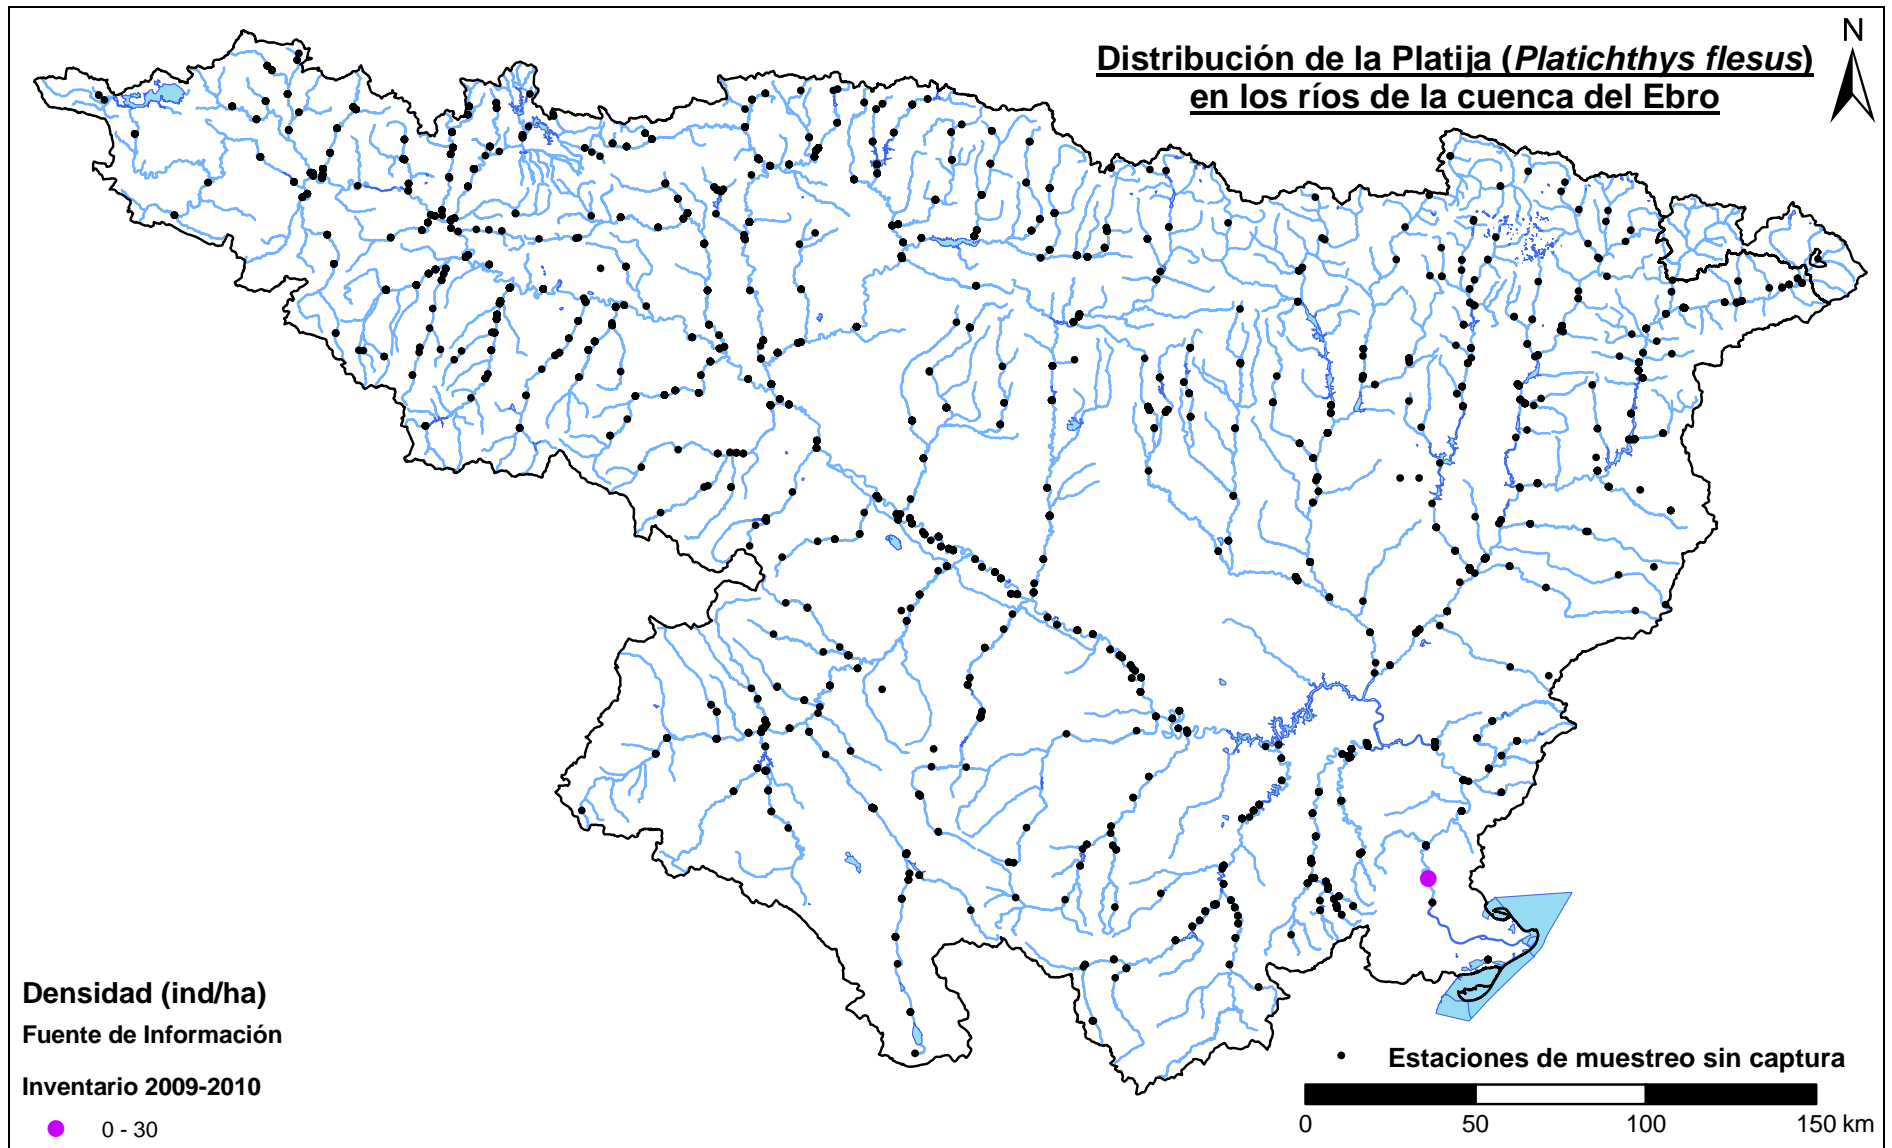 N
Distribución de la Platija (Platichthys flesus)
en los ríos de la cuenca del Ebro
Densidad (ind/ha)
Fuente de Información
Inventario 2009-2010
0 - 30
Estaciones de muestreo sin captura
0 50 100 150 km